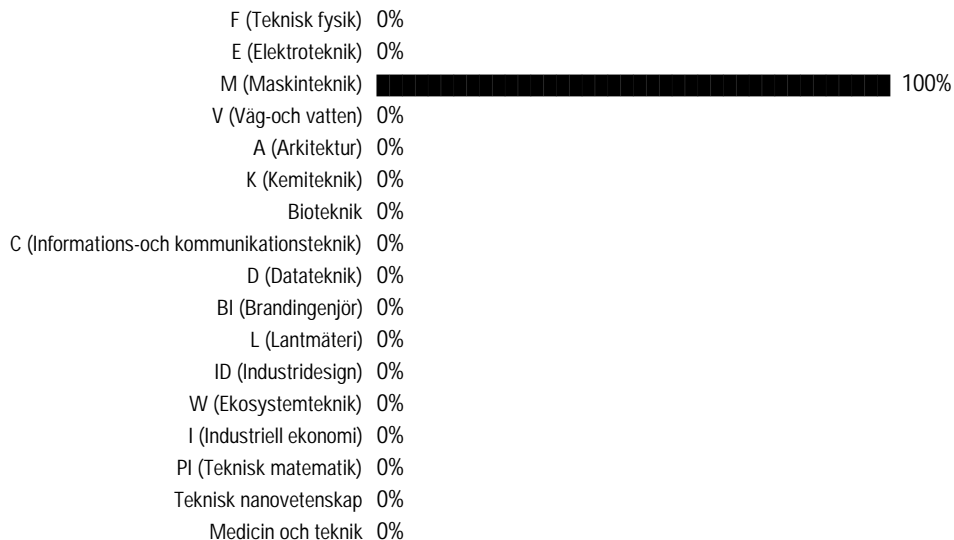 F (Teknisk fysik) 0%
E (Elektroteknik) 0%
M (Maskinteknik) 100%
V (Väg-och vatten) 0%
A (Arkitektur) 0%
K (Kemiteknik) 0%
Bioteknik 0%
C (Informations-och kommunikationsteknik) 0%
D (Datateknik) 0%
BI (Brandingenjör) 0%
L (Lantmäteri) 0%
ID (Industridesign) 0%
W (Ekosystemteknik) 0%
I (Industriell ekonomi) 0%
PI (Teknisk matematik) 0%
Teknisk nanovetenskap 0%
Medicin och teknik 0%